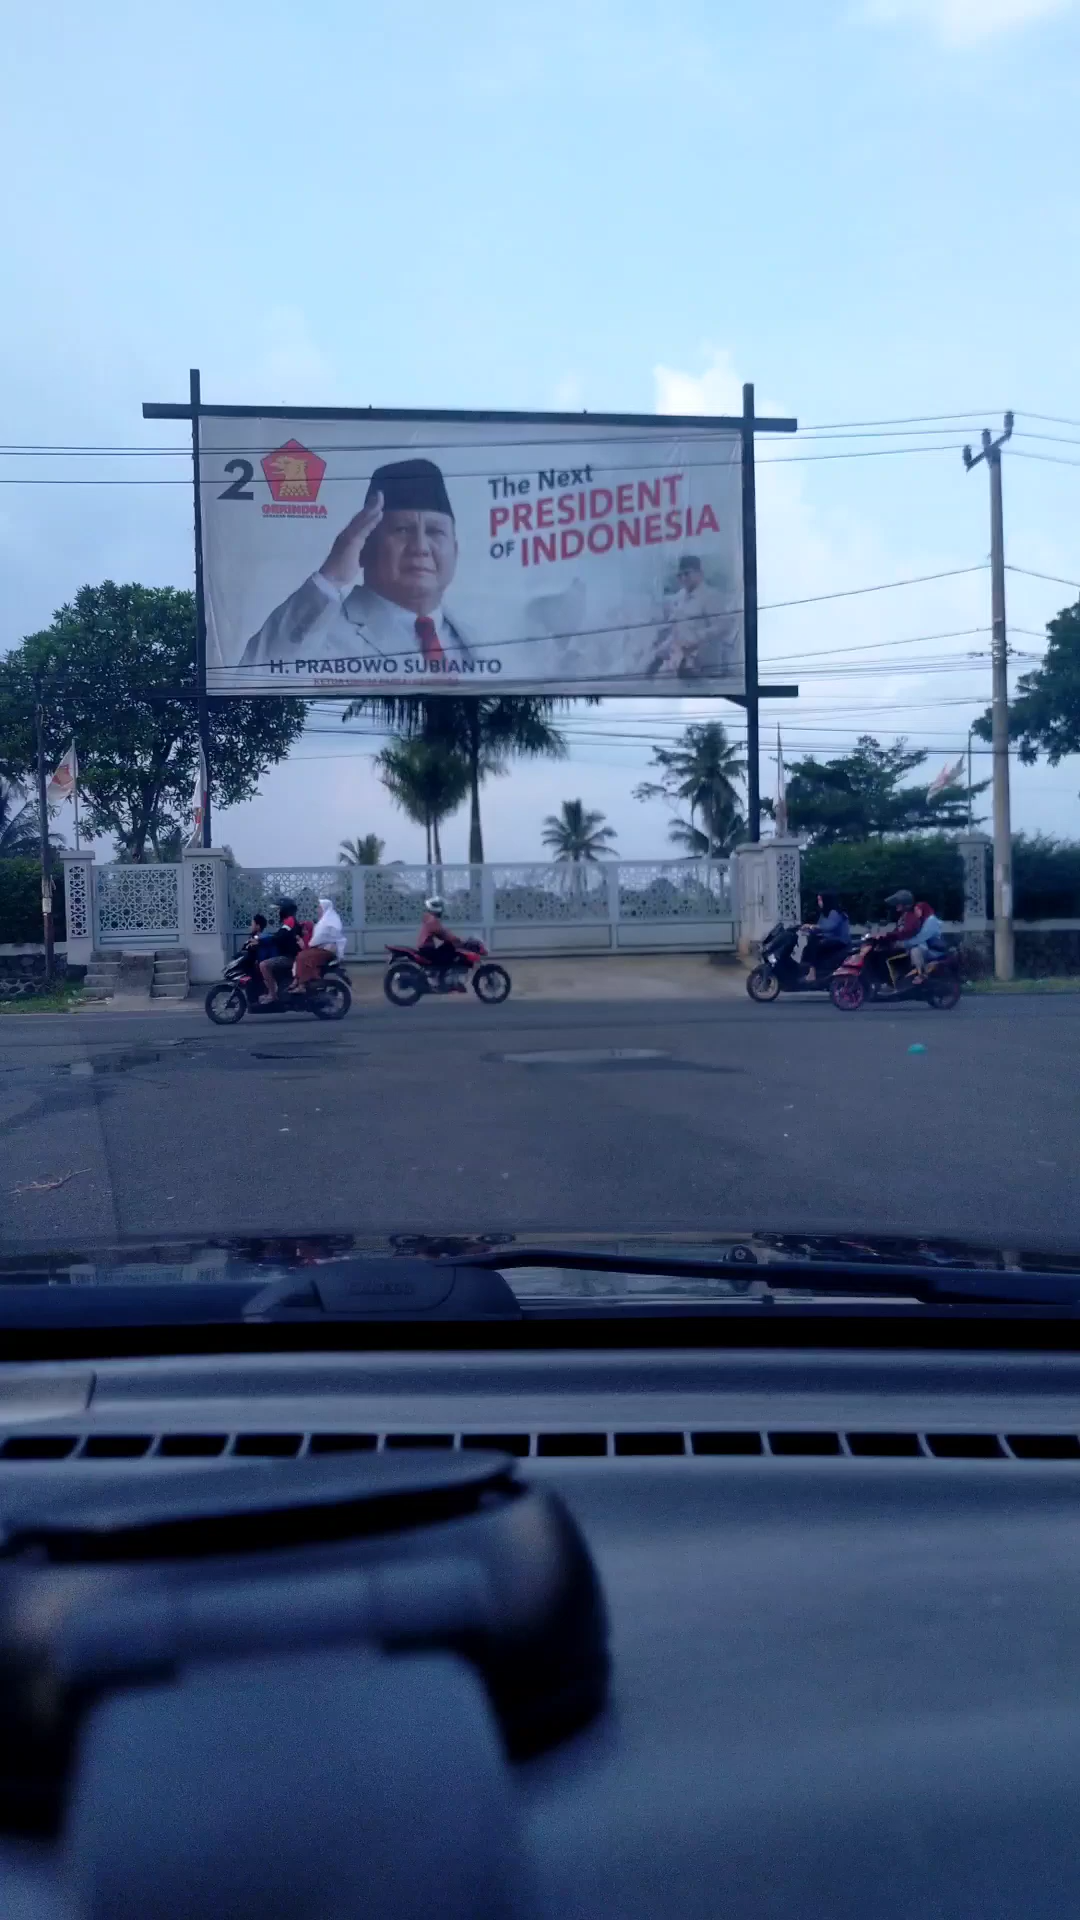 2
GERINDRA
The Next
PRESIDENT
OF INDONESIA
H. PRABOWO SUBIANTO